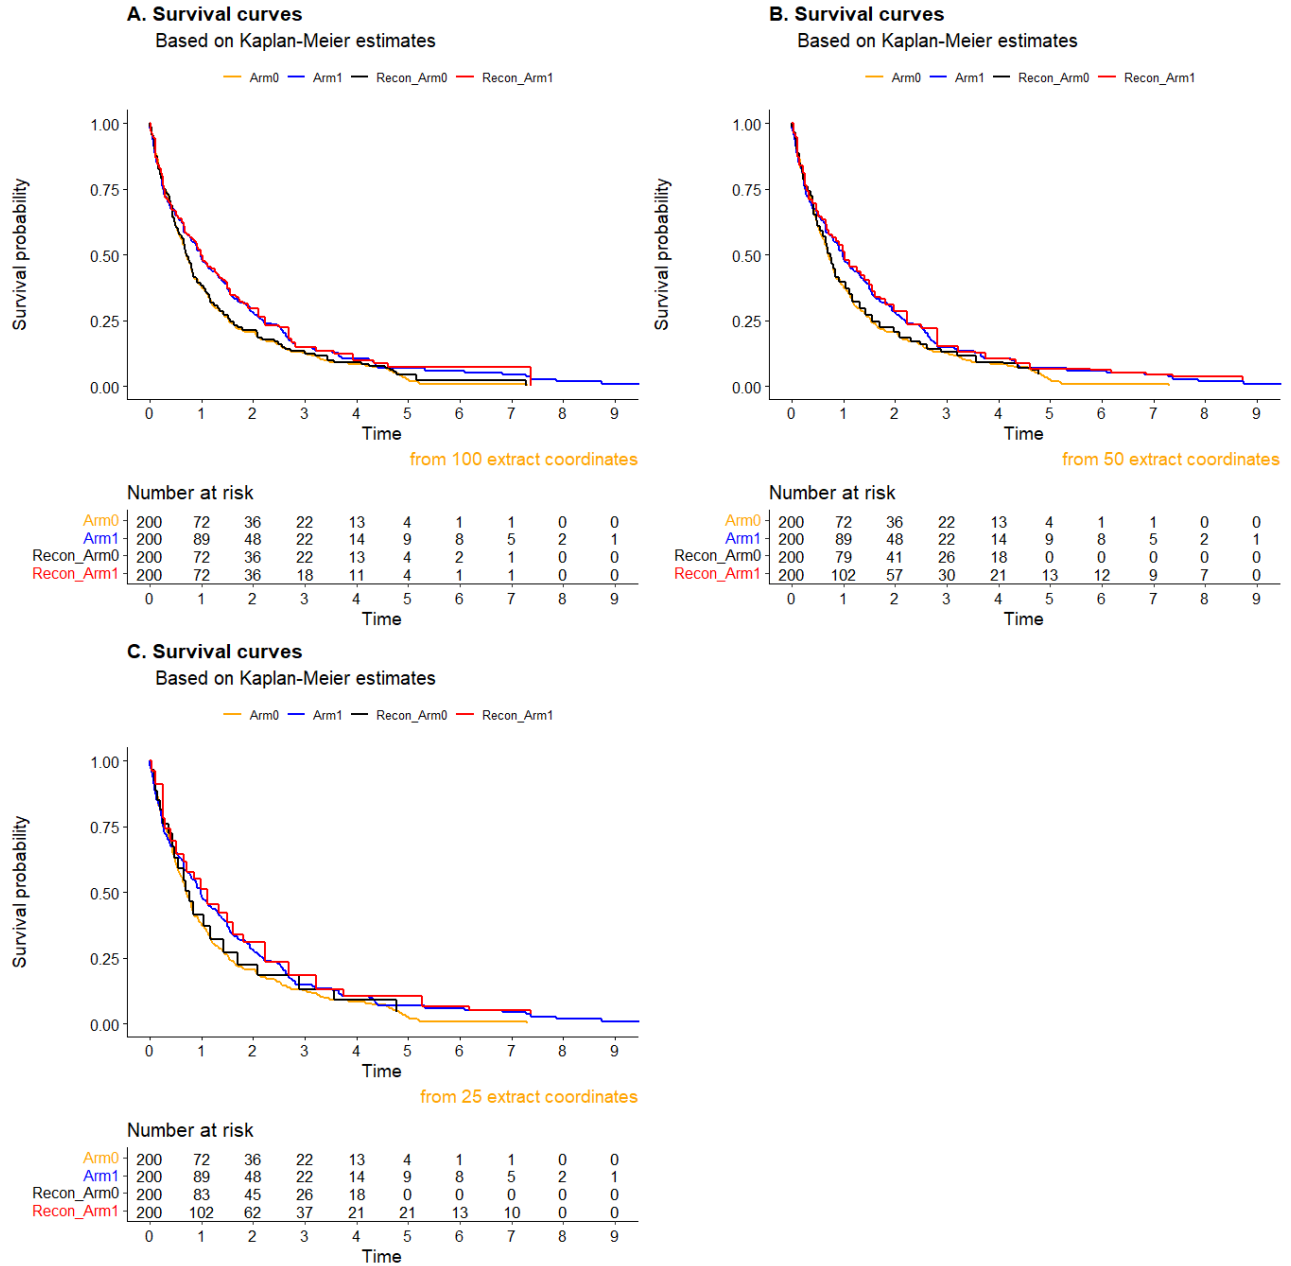 A. Survival curves
Based on Kaplan-Meier estimates
Arm0 Arm1 Recon_Arm0 Recon_Arm1
Survival probability
1.00
0.75
0.50
0.25
0.00
0 1 2 3 4 5 6 7 8 9
Time
from 100 extract coordinates
Number at risk
Arm0 200 72 36 22 13 4 1 1 0 0
Arm1 200 89 48 22 14 9 8 5 2 1
Recon_Arm0 200 72 36 22 13 4 2 1 0 0
Recon_Arm1 200 72 36 18 11 4 1 1 0 0
0 1 2 3 4 5 6 7 8 9
Time
B. Survival curves
Based on Kaplan-Meier estimates
Arm0 Arm1 Recon_Arm0 Recon_Arm1
Survival probability
1.00
0.75
0.50
0.25
0.00
0 1 2 3 4 5 6 7 8 9
Time
from 50 extract coordinates
Number at risk
Arm0 200 72 36 22 13 4 1 1 0 0
Arm1 200 89 48 22 14 9 8 5 2 1
Recon_Arm0 200 79 41 26 18 0 0 0 0 0
Recon_Arm1 200 102 57 30 21 13 12 9 7 0
0 1 2 3 4 5 6 7 8 9
Time
C. Survival curves
Based on Kaplan-Meier estimates
Arm0 Arm1 Recon_Arm0 Recon_Arm1
Survival probability
1.00
0.75
0.50
0.25
0.00
0 1 2 3 4 5 6 7 8 9
Time
from 25 extract coordinates
Number at risk
Arm0 200 72 36 22 13 4 1 1 0 0
Arm1 200 89 48 22 14 9 8 5 2 1
Recon_Arm0 200 83 45 26 18 0 0 0 0 0
Recon_Arm1 200 102 62 37 21 21 13 10 0 0
0 1 2 3 4 5 6 7 8 9
Time